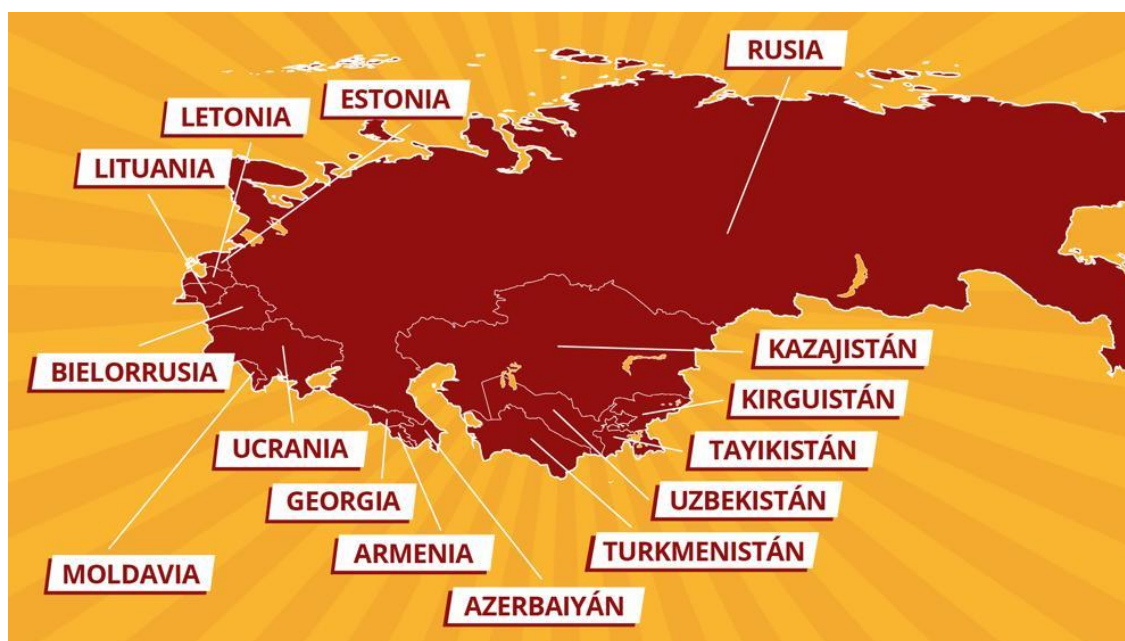 RUSIA
ESTONIA
LETONIA
LITUANIA
KAZAJISTÁN
BIELORRUSIA
KIRGUISTÁN
UCRANIA
TAYIKISTÁN
GEORGIA
UZBEKISTÁN
ARMENIA
TURKMENISTÁN
MOLDAVIA
AZERBAIYÁN